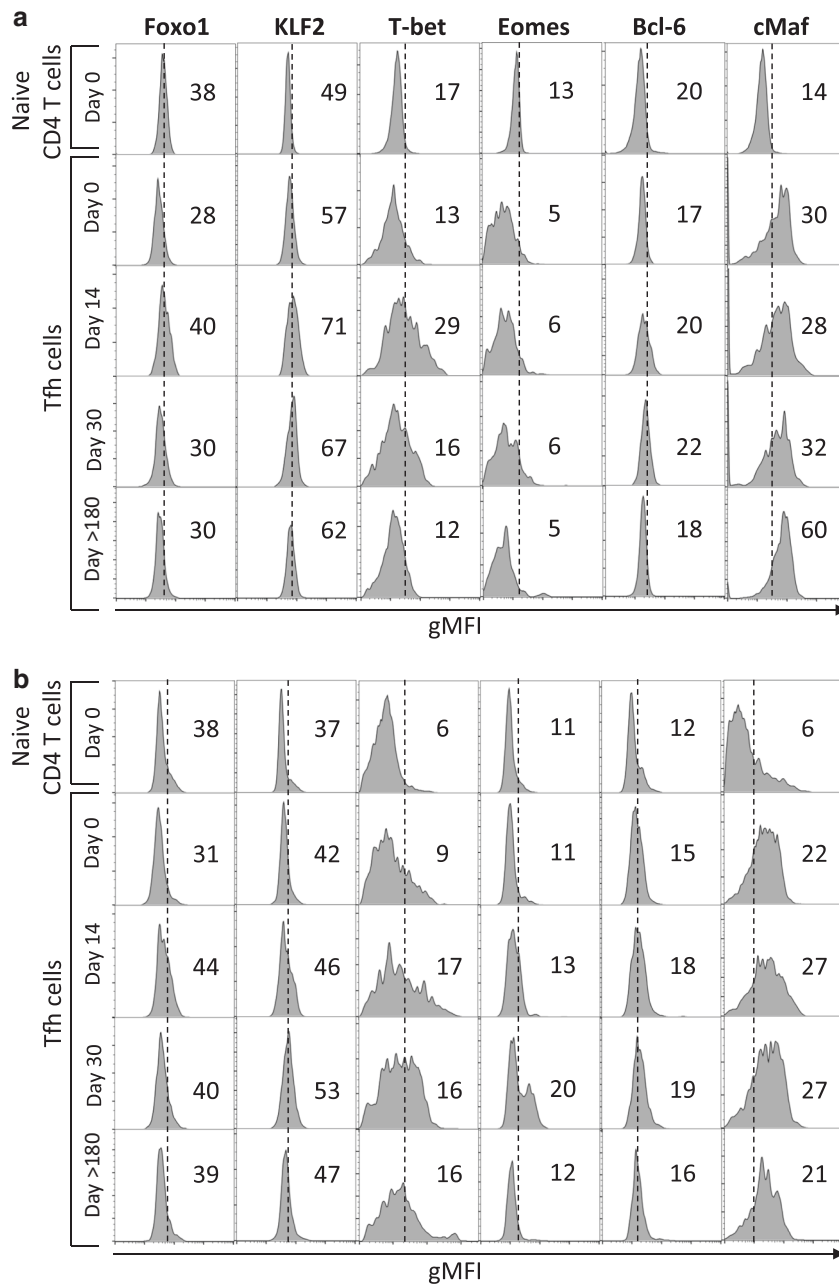 a
Foxo1 KLF2 T-bet Eomes Bcl-6 cMaf
Naive
CD4 T cells
Day 0
38 49 17 13 20 14
Tfh cells
Day 0
28 57 13 5 17 30
Day 14
40 71 29 6 20 28
Day 30
30 67 16 6 22 32
Day >180
30 62 12 5 18 60
gMFI
b
Naive
CD4 T cells
Day 0
38 37 6 11 12 6
Tfh cells
Day 0
31 42 9 11 15 22
Day 14
44 46 17 13 18 27
Day 30
40 53 16 20 19 27
Day >180
39 47 16 12 16 21
gMFI